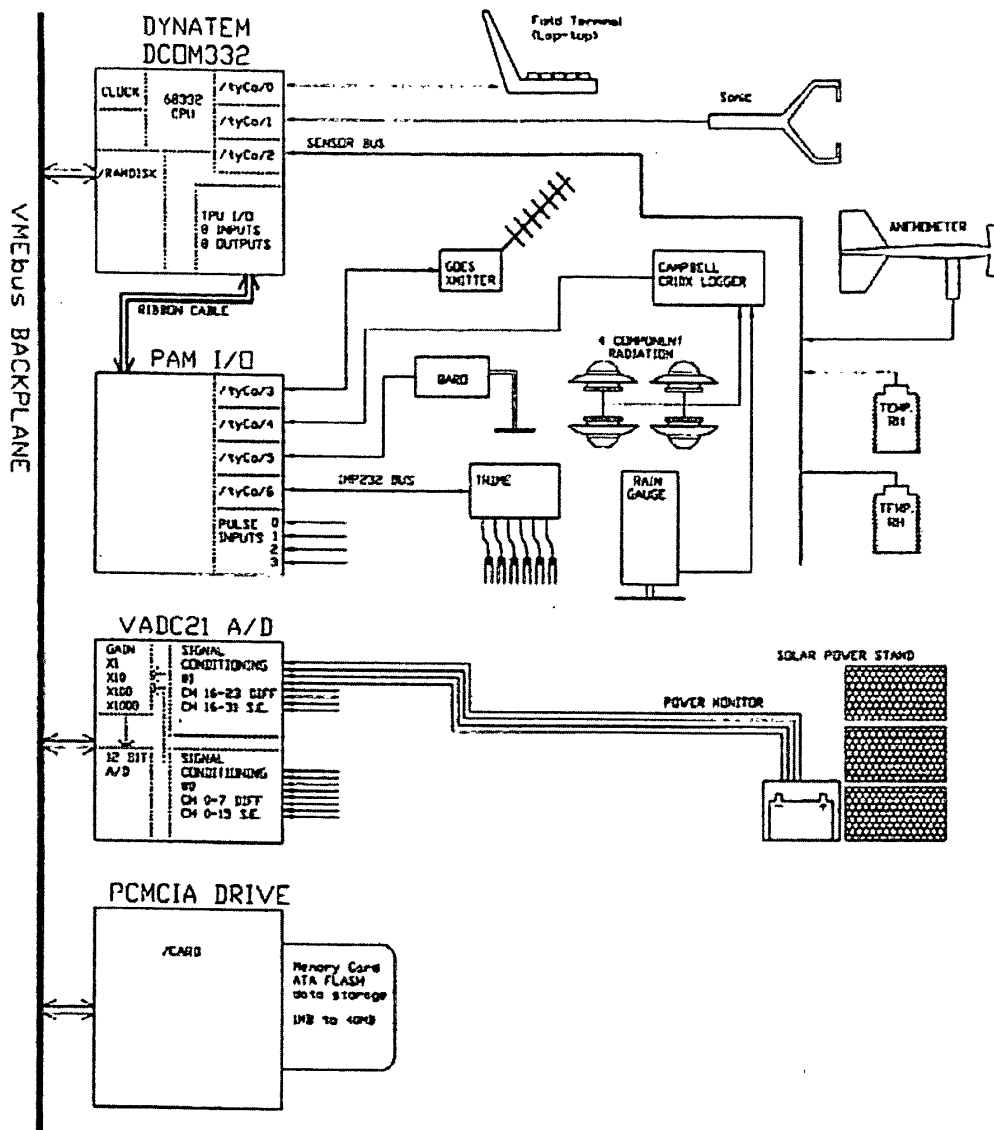 DYNATEM
DCOM332
CLOCK
68332
CPU
/tyCo/0
/tyCo/1
/tyCo/2
/RAMDISK
TPU I/O
8 INPUTS
8 OUTPUTS
Field Terminal
(Lap-top)
Sonic
SENSOR BUS
VMEbus BACKPLANE
GOES
XMITTER
CAMPBELL
CR10X LOGGER
ANEMOMETER
RIBBON CABLE
PAM I/O
/tyCo/3
/tyCo/4
/tyCo/5
/tyCo/6
PULSE 0
INPUTS 1
2
3
BARO
4 COMPONENT
RADIATION
TEMP.
RH
IMP232 BUS
TRIME
RAIN
GAUGE
TEMP.
RH
VADC21 A/D
GAIN
X1
X10
X100
X1000
12 BIT
A/D
SIGNAL
CONDITIONING
#1
CH 16-23 DIFF
CH 16-31 S.E.
SIGNAL
CONDITIONING
#0
CH 0-7 DIFF
CH 0-15 S.E.
SOLAR POWER STAND
POWER MONITOR
- +
PCMCIA DRIVE
/CARD
Memory Card
ATA FLASH
data storage
1MB to 40MB